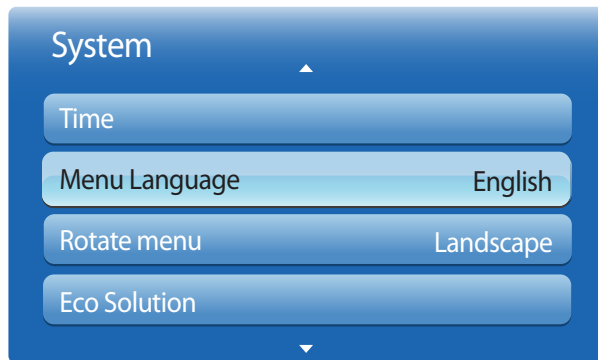 System
Time
Menu Language English
Rotate menu Landscape
Eco Solution